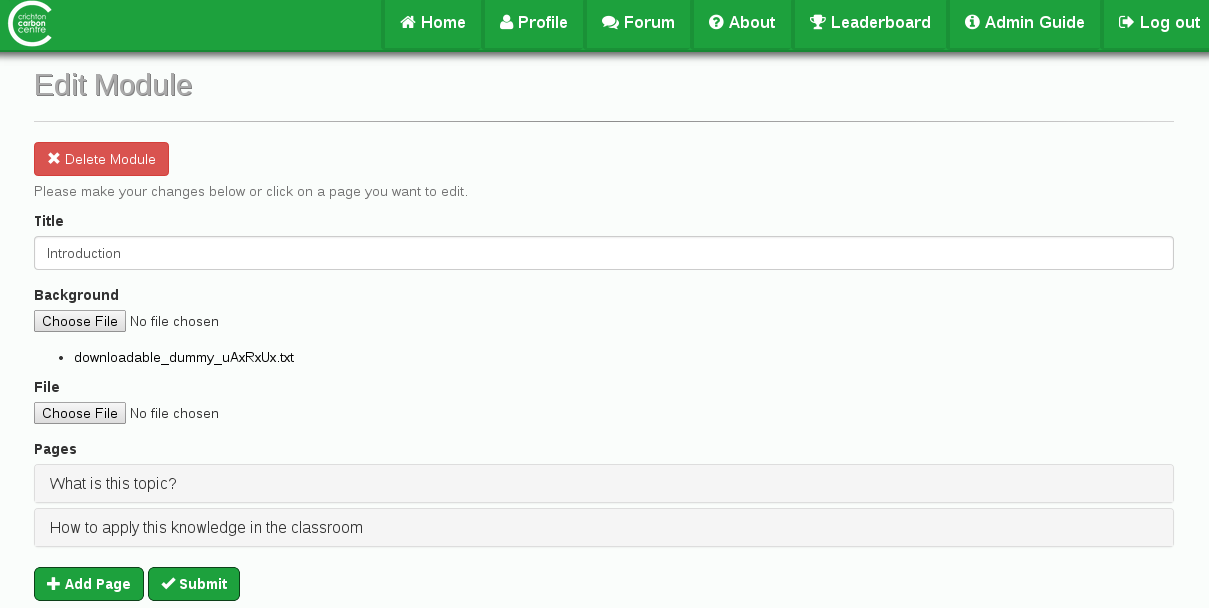 crichton
carbon
centre
Home
Profile
Forum
About
Leaderboard
Admin Guide
Log out
Edit Module
Delete Module
Please make your changes below or click on a page you want to edit.
Title
Introduction
Background
Choose File No file chosen
downloadable_dummy_uAxRxUx.txt
File
Choose File No file chosen
Pages
What is this topic?
How to apply this knowledge in the classroom
Add Page
Submit